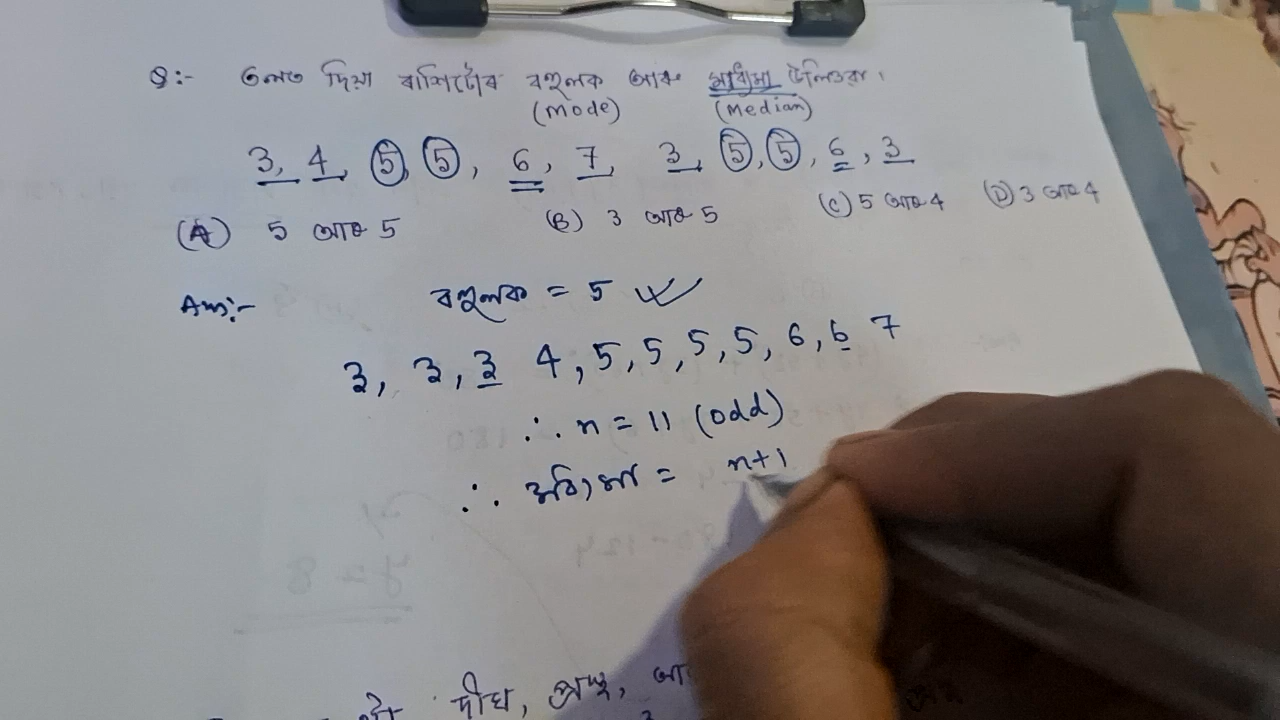 Q:- তলত দিয়া ৰাশিটোৰ বহুলক আৰু মধ্যমা উলিওৱা।
(mode) (median)
3, 4, 5, 5, 6, 7, 3, 5, 5, 6, 3
(A) 5 আৰু 5 (B) 3 আৰু 5 (C) 5 আৰু 4 (D) 3 আৰু 4
Ans:- বহুলক = 5
3, 3, 3 4, 5, 5, 5, 5, 6, 6 7
∴ n = 11 (odd)
∴ = n+1
দীঘ, প্ৰস্থ,